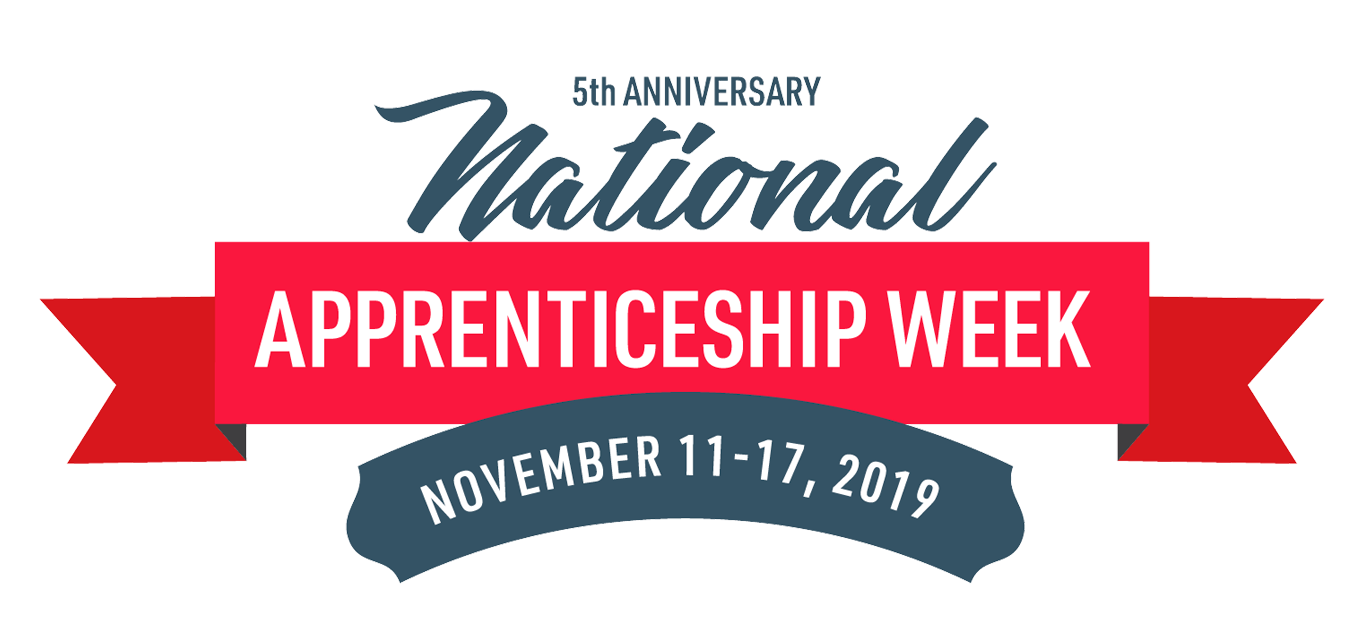 5th ANNIVERSARY
National
APPRENTICESHIP WEEK
NOVEMBER 11-17, 2019